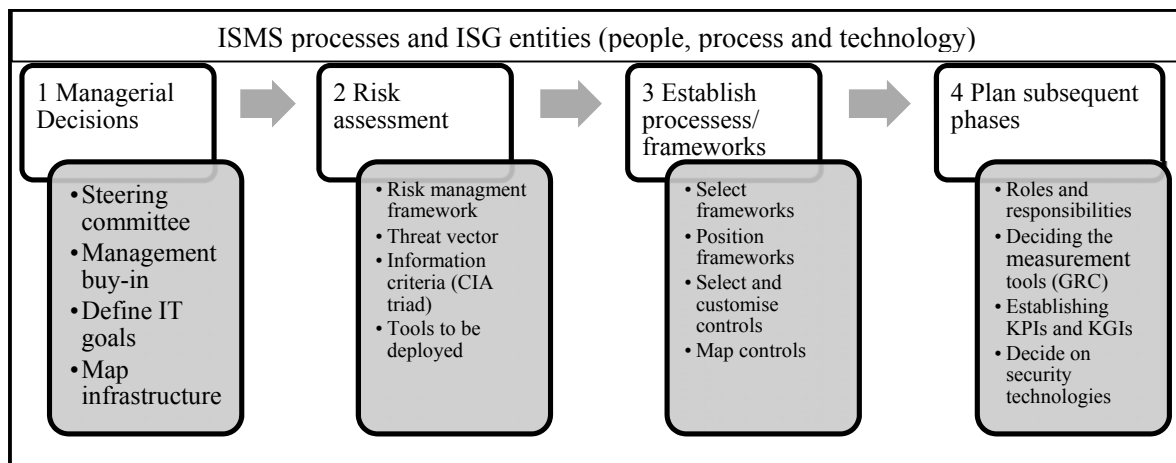 ISMS processes and ISG entities (people, process and technology)
1 Managerial
Decisions
• Steering
committee
• Management
buy-in
• Define IT
goals
• Map
infrastructure
2 Risk
assessment
• Risk managment
framework
• Threat vector
• Information
criteria (CIA
triad)
• Tools to be
deployed
3 Establish
processess/
frameworks
• Select
frameworks
• Position
frameworks
• Select and
customise
controls
• Map controls
4 Plan subsequent
phases
• Roles and
responsibilities
• Deciding the
measurement
tools (GRC)
• Establishing
KPIs and KGIs
• Decide on
security
technologies